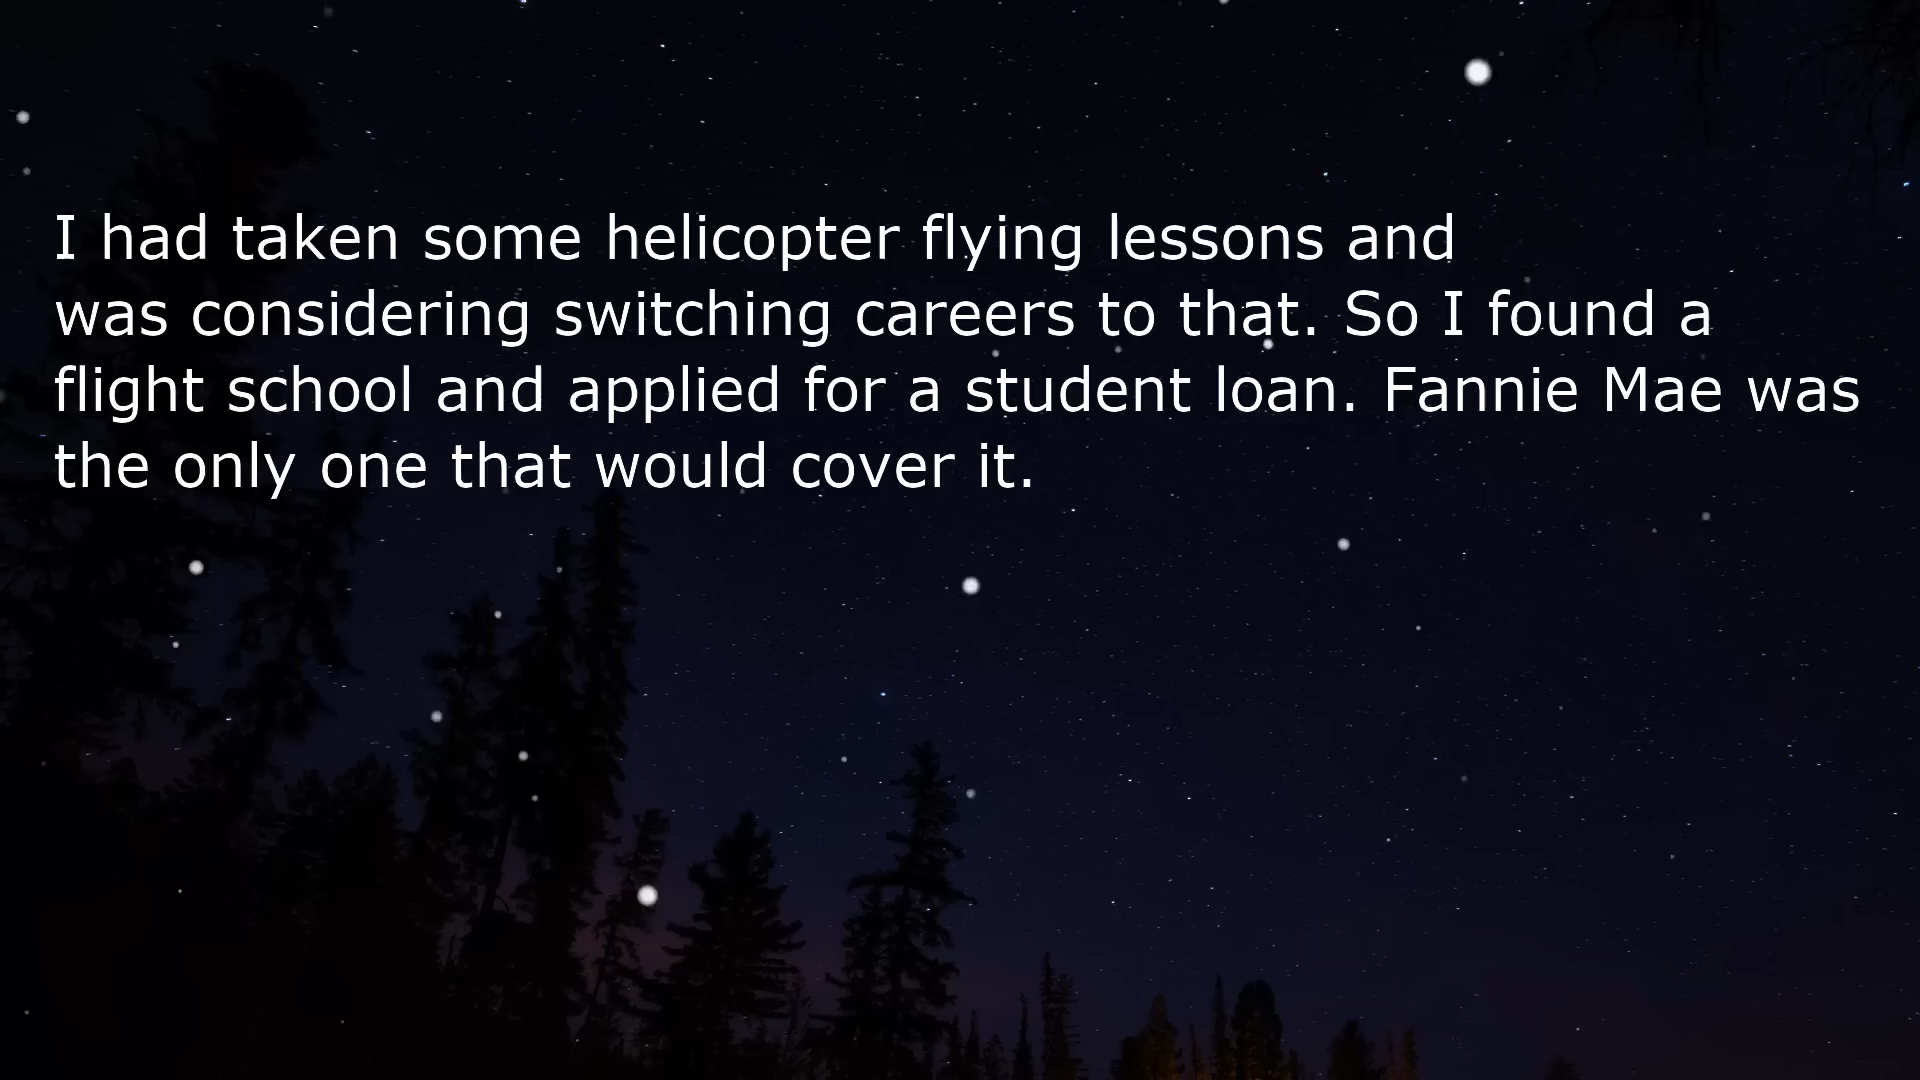 I had taken some helicopter flying lessons and
was considering switching careers to that. So I found a
flight school and applied for a student loan. Fannie Mae was
the only one that would cover it.